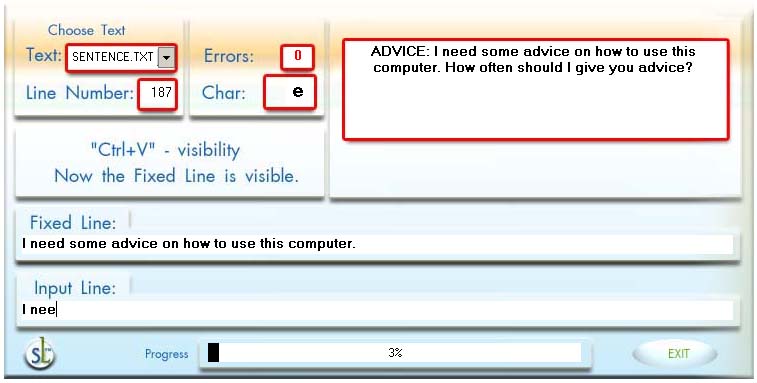 Choose Text
Text: SENTENCE.TXT
Line Number: 187
Errors: 0
Char: e
ADVICE: I need some advice on how to use this
computer. How often should I give you advice?
"Ctrl+V" - visibility
Now the Fixed Line is visible.
Fixed Line:
I need some advice on how to use this computer.
Input Line:
I nee
SL
Progress 3% EXIT